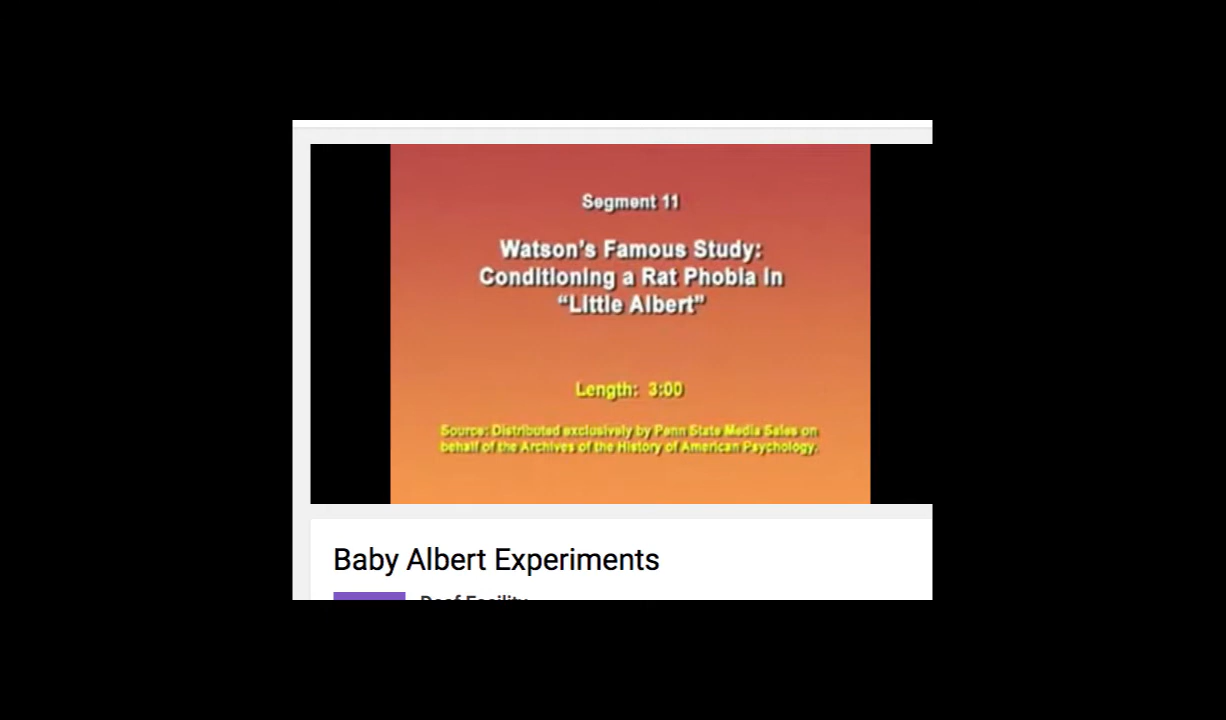 Segment 11
Watson's Famous Study:
Conditioning a Rat Phobia in
“Little Albert”
Length: 3:00
Source: Distributed exclusively by Penn State Media Sales on
behalf of the Archives of the History of American Psychology.
Baby Albert Experiments